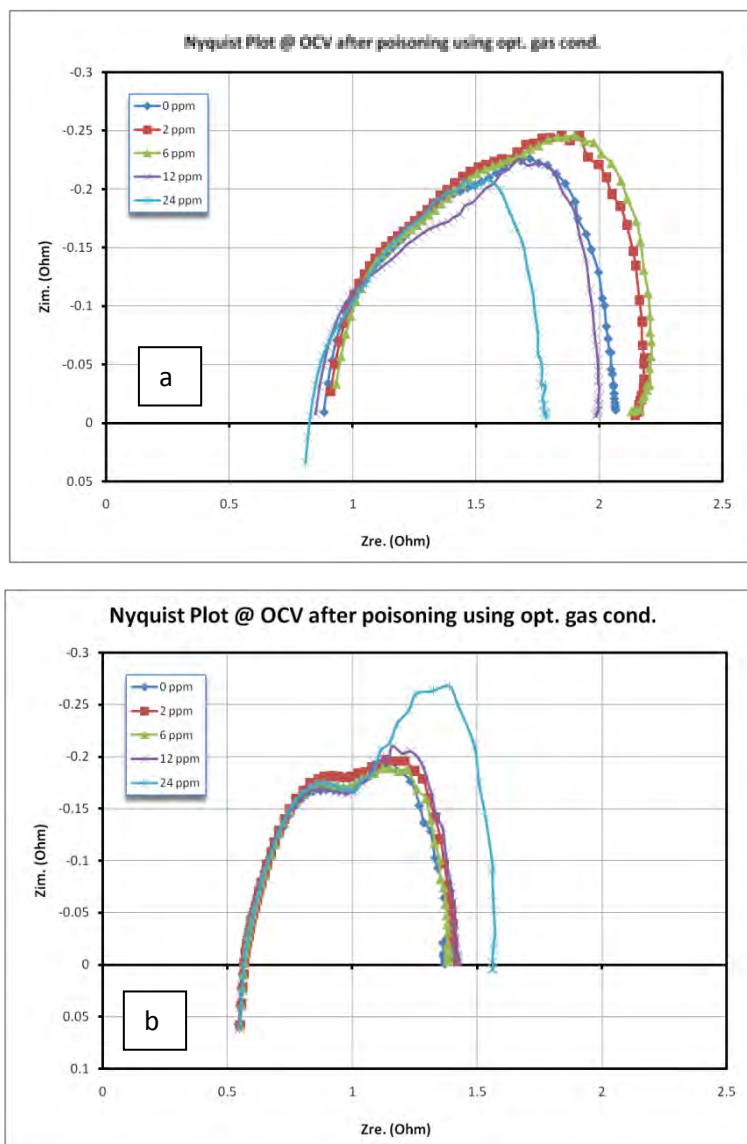 Nyquist Plot @ OCV after poisoning using opt. gas cond.
-0.3
-0.25
-0.2
-0.15
-0.1
-0.05
0
0.05
Zim. (Ohm)
0 ppm
2 ppm
6 ppm
12 ppm
24 ppm
a
0 0.5 1 1.5 2 2.5
Zre. (Ohm)
Nyquist Plot @ OCV after poisoning using opt. gas cond.
-0.3
-0.25
-0.2
-0.15
-0.1
-0.05
0
0.05
0.1
Zim. (Ohm)
0 ppm
2 ppm
6 ppm
12 ppm
24 ppm
b
0 0.5 1 1.5 2 2.5
Zre. (Ohm)